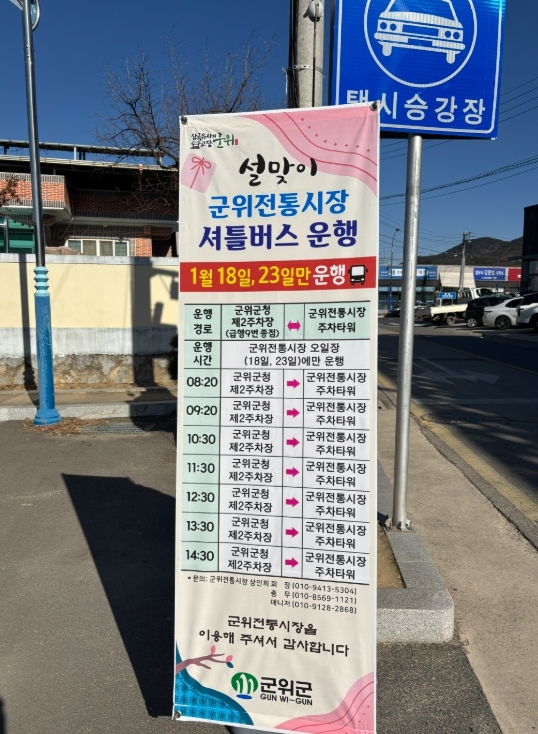 택시승강장
군위
설맞이
군위전통시장
셔틀버스 운행
1월 18일, 23일만 운행
운행 경로 군위군청 제2주차장 (급행9번 종점) 군위전통시장 주차타워
운행 시간 군위전통시장 오일장 (18일, 23일)에만 운행
08:20 군위군청 제2주차장 군위전통시장 주차타워
09:20 군위군청 제2주차장 군위전통시장 주차타워
10:30 군위군청 제2주차장 군위전통시장 주차타워
11:30 군위군청 제2주차장 군위전통시장 주차타워
12:30 군위군청 제2주차장 군위전통시장 주차타워
13:30 군위군청 제2주차장 군위전통시장 주차타워
14:30 군위군청 제2주차장 군위전통시장 주차타워
* 문의: 군위전통시장 상인회 회 장 (010-9413-5304)
총 무 (010-8569-1121)
매니저 (010-9128-2868)
군위전통시장을
이용해 주셔서 감사합니다
군위군
GUN WI-GUN